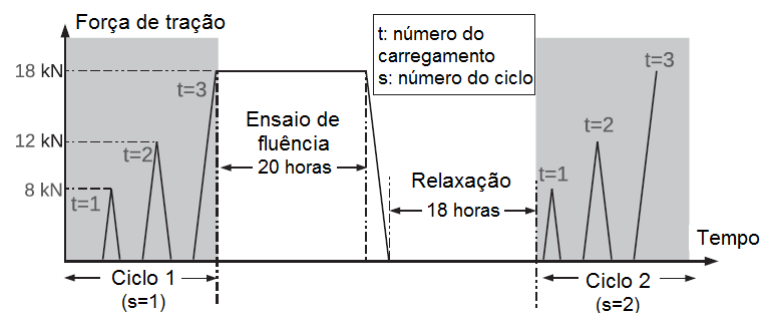 Força de tração
t: número do
carregamento
s: número do ciclo
18 kN
12 kN
8 kN
t=1
t=2
t=3
Ensaio de
fluência
20 horas
Relaxação
18 horas
t=1
t=2
t=3
Tempo
Ciclo 1
(s=1)
Ciclo 2
(s=2)